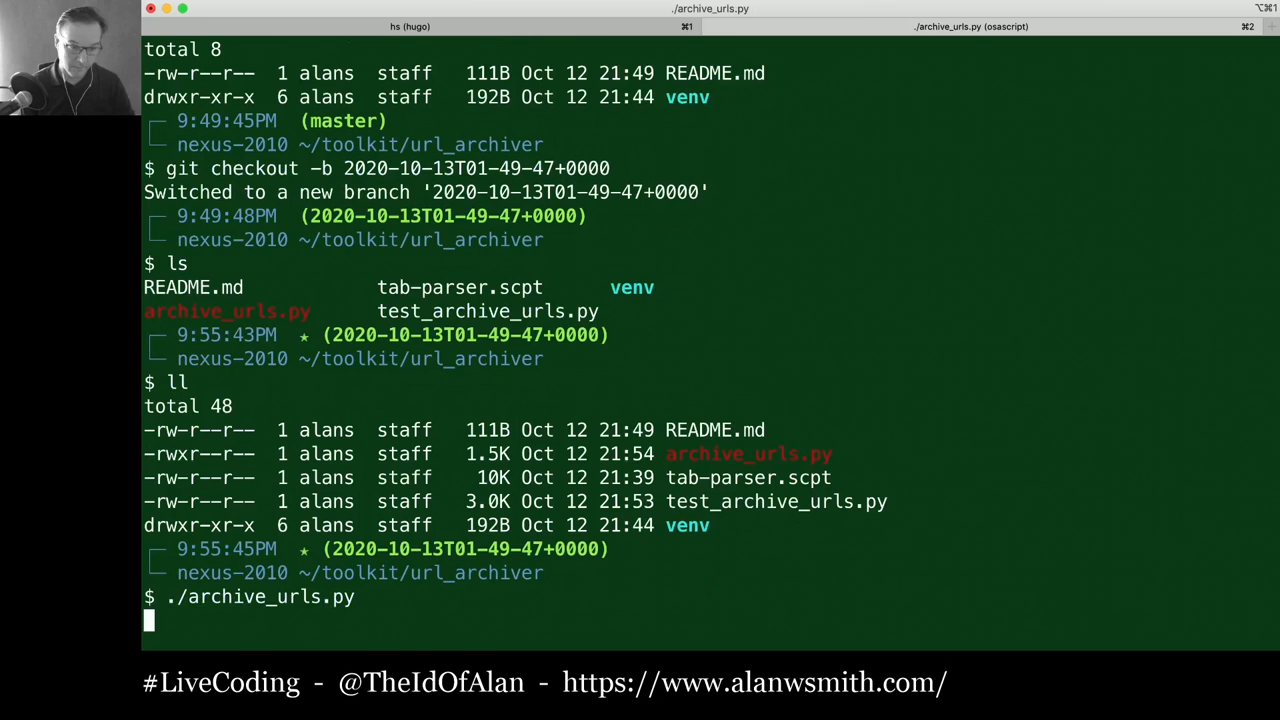 ./archive_urls.py
⌥⌘1
hs (hugo) ⌘1 ./archive_urls.py (osascript) ⌘2 +
total 8
-rw-r--r-- 1 alans staff 111B Oct 12 21:49 README.md
drwxr-xr-x 6 alans staff 192B Oct 12 21:44 venv
9:49:45PM (master)
nexus-2010 ~/toolkit/url_archiver
$ git checkout -b 2020-10-13T01-49-47+0000
Switched to a new branch '2020-10-13T01-49-47+0000'
9:49:48PM (2020-10-13T01-49-47+0000)
nexus-2010 ~/toolkit/url_archiver
$ ls
README.md tab-parser.scpt venv
archive_urls.py test_archive_urls.py
9:55:43PM ★ (2020-10-13T01-49-47+0000)
nexus-2010 ~/toolkit/url_archiver
$ ll
total 48
-rw-r--r-- 1 alans staff 111B Oct 12 21:49 README.md
-rwxr--r-- 1 alans staff 1.5K Oct 12 21:54 archive_urls.py
-rw-r--r-- 1 alans staff 10K Oct 12 21:39 tab-parser.scpt
-rw-r--r-- 1 alans staff 3.0K Oct 12 21:53 test_archive_urls.py
drwxr-xr-x 6 alans staff 192B Oct 12 21:44 venv
9:55:45PM ★ (2020-10-13T01-49-47+0000)
nexus-2010 ~/toolkit/url_archiver
$ ./archive_urls.py
#LiveCoding - @TheIdOfAlan - https://www.alanwsmith.com/